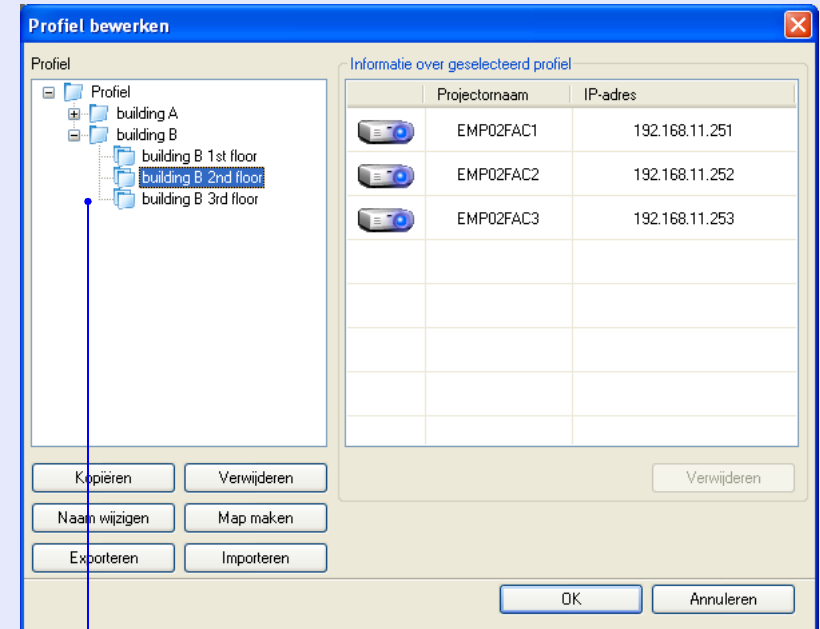 Profiel bewerken
Profiel
Profiel
building A
building B
building B 1st floor
building B 2nd floor
building B 3rd floor
Kopiëren
Verwijderen
Naam wijzigen
Map maken
Exporteren
Importeren
Informatie over geselecteerd profiel
Projectornaam IP-adres
EMP02FAC1 192.168.11.251
EMP02FAC2 192.168.11.252
EMP02FAC3 192.168.11.253
Verwijderen
OK
Annuleren